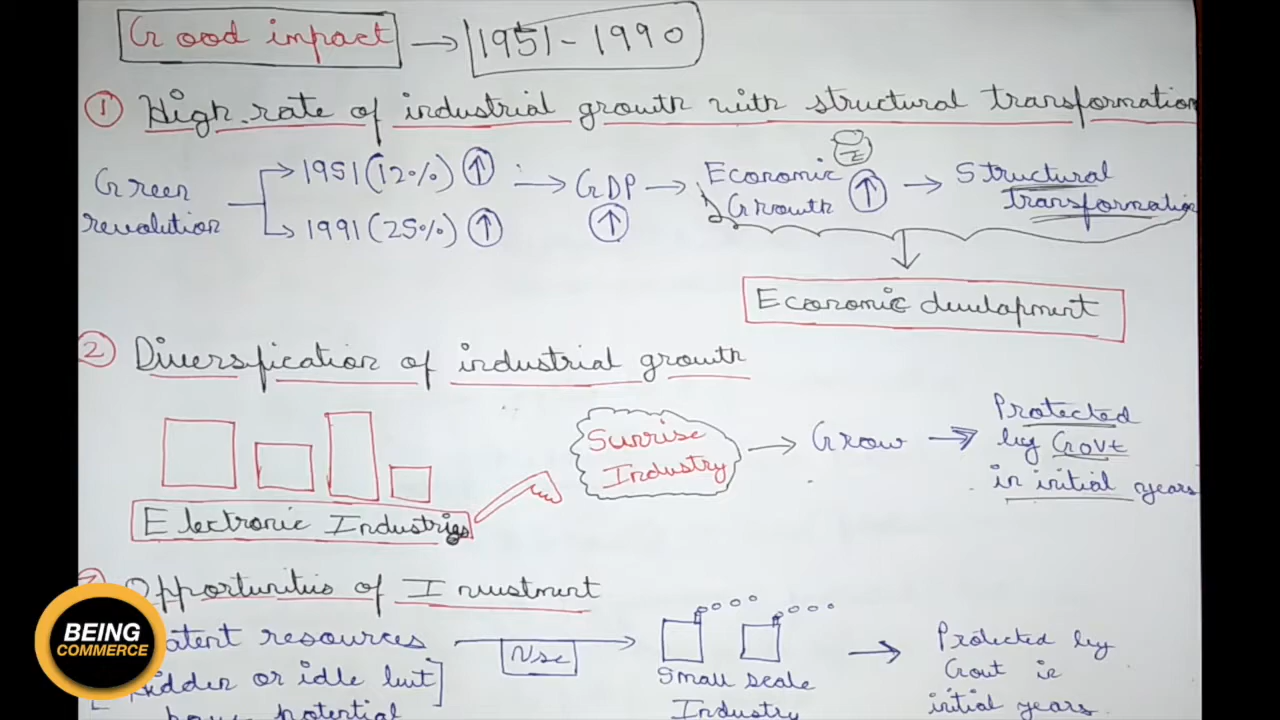 Good impact → 1951 - 1990
① High rate of industrial growth with structural transformation
Green revolution
1951 (12%) ↑
1991 (25%) ↑
→ GDP ↑ → Economic Growth ↑ → Structural transformation
Economic development
② Diversification of industrial growth
Sunrise Industry → Grow → Protected by Govt in initial years
Electronic Industries
Opportunities of Investment
latent resources
Hidden or idle but
have potential
Use
Small scale
Industry
Protected by
Govt in
initial years
BEING
COMMERCE